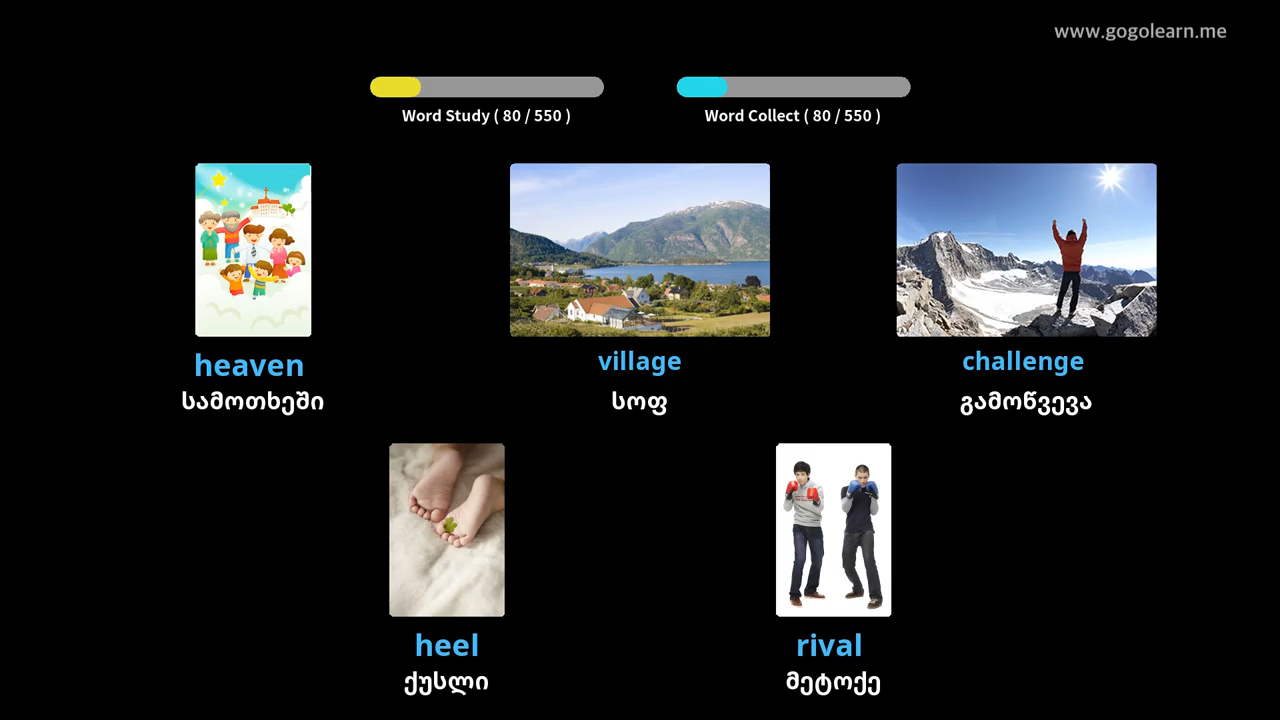 www.gogolearn.me
Word Study ( 80 / 550 )
Word Collect ( 80 / 550 )
heaven
სამოთხეში
village
სოფ
challenge
გამოწვევა
heel
ქუსლი
rival
მეტოქე